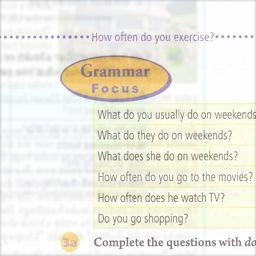 How often do you exercise?
Grammar
Focus
What do you usually do on weekends
What do they do on weekends?
What does she do on weekends?
How often do you go to the movies?
How often does he watch TV?
Do you go shopping?
3a Complete the questions with do